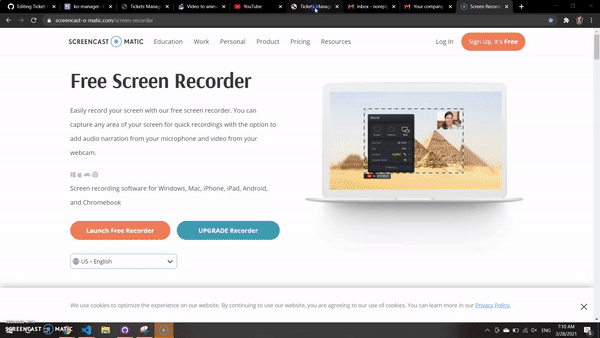 Editing Ticket
ko-manager
Tickets Manag
Video to anim
YouTube
Tickets Manag
Inbox - norepl
Your company
Screen Record
screencast-o-matic.com/screen-recorder
SCREENCAST O MATIC
Education
Work
Personal
Product
Pricing
Resources
Log In
Sign Up, It's Free
Free Screen Recorder
Easily record your screen with our free screen recorder. You can
capture any area of your screen for quick recordings with the option
to add audio narration from your microphone and video from your
webcam.
Screen recording software for Windows, Mac, iPhone, iPad, Android,
and Chromebook
Launch Free Recorder
UPGRADE Recorder
US – English
We use cookies to optimize the experience on our website. By continuing to use our website, you are agreeing to our use of cookies. You can learn more in our Privacy Policy.
SCREENCAST O MATIC
ENG
7:10 AM
3/28/2021